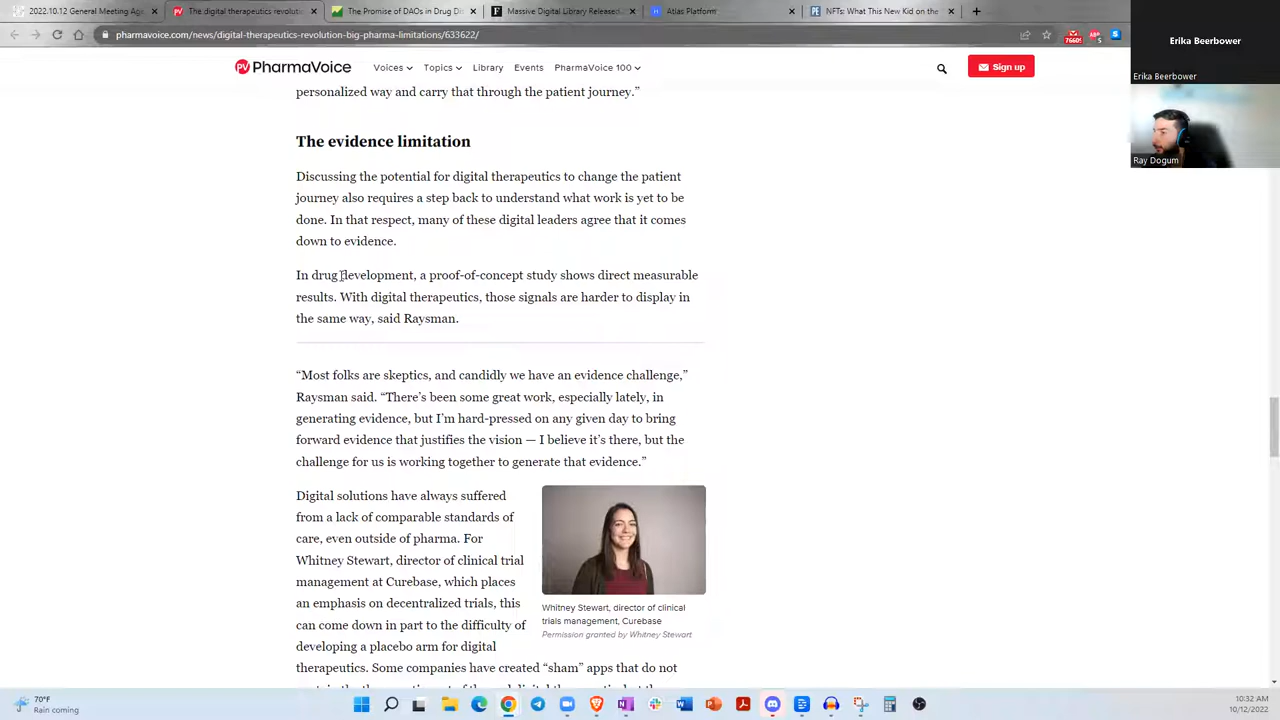 2022.10.12 General Meeting Age
The digital therapeutics revolut
The Promise of DAOs in Drug Di
Massive Digital Library Released
Atlas Platform
NFTs: What This New Kid on the
pharmavoice.com/news/digital-therapeutics-revolution-big-pharma-limitations/633622/
PV PharmaVoice
Voices
Topics
Library
Events
PharmaVoice 100
Sign up
Erika Beerbower
Erika Beerbower
Ray Dogum
personalized way and carry that through the patient journey.”
The evidence limitation
Discussing the potential for digital therapeutics to change the patient
journey also requires a step back to understand what work is yet to be
done. In that respect, many of these digital leaders agree that it comes
down to evidence.
In drug development, a proof-of-concept study shows direct measurable
results. With digital therapeutics, those signals are harder to display in
the same way, said Raysman.
“Most folks are skeptics, and candidly we have an evidence challenge,”
Raysman said. “There’s been some great work, especially lately, in
generating evidence, but I’m hard-pressed on any given day to bring
forward evidence that justifies the vision — I believe it’s there, but the
challenge for us is working together to generate that evidence.”
Digital solutions have always suffered
from a lack of comparable standards of
care, even outside of pharma. For
Whitney Stewart, director of clinical trial
management at Curebase, which places
an emphasis on decentralized trials, this
can come down in part to the difficulty of
developing a placebo arm for digital
therapeutics. Some companies have created “sham” apps that do not
Whitney Stewart, director of clinical
trials management, Curebase
Permission granted by Whitney Stewart
70°F
Rain coming
10:32 AM
10/12/2022